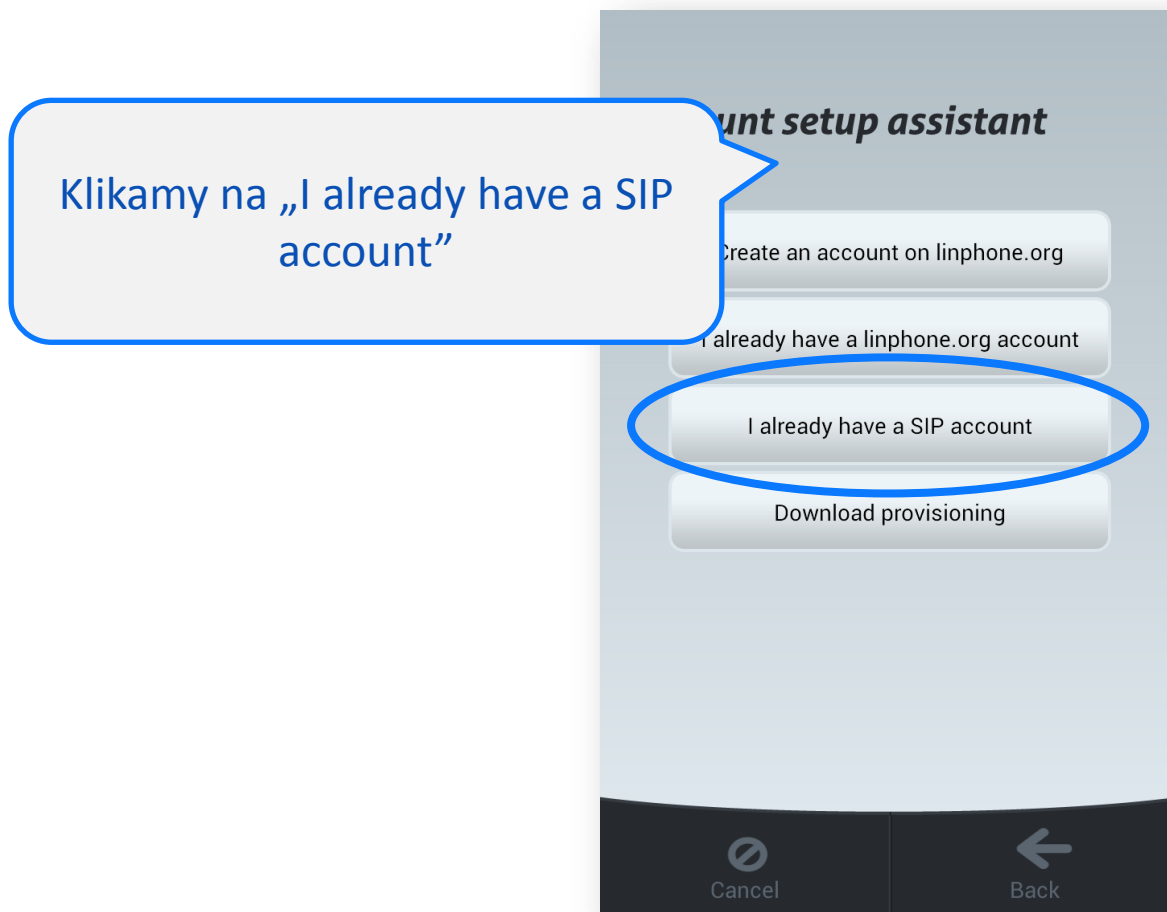 Klikamy na „I already have a SIP
account”
unt setup assistant
Create an account on linphone.org
I already have a linphone.org account
I already have a SIP account
Download provisioning
Cancel
Back